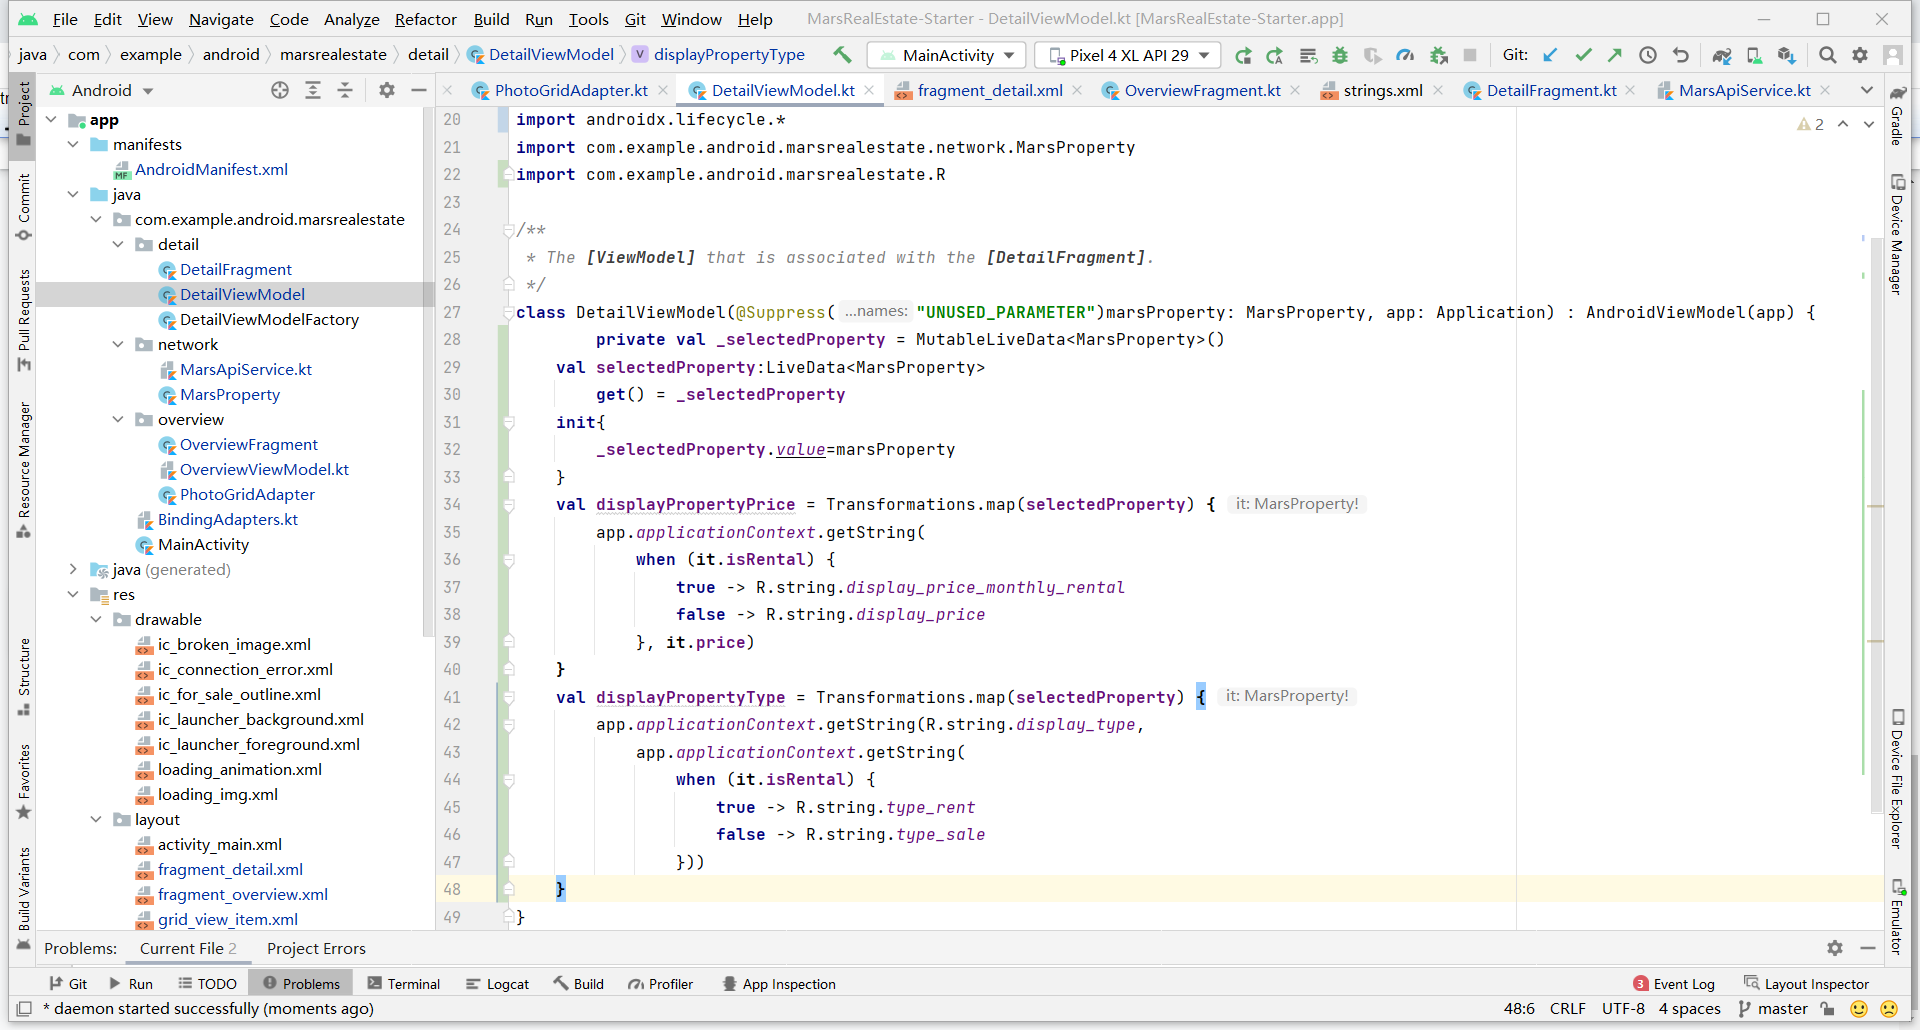 File Edit View Navigate Code Analyze Refactor Build Run Tools Git Window Help MarsRealEstate-Starter - DetailViewModel.kt [MarsRealEstate-Starter.app]
java com example android marsrealestate detail DetailViewModel displayPropertyType MainActivity Pixel 4 XL API 29 Git:
Android
PhotoGridAdapter.kt DetailViewModel.kt fragment_detail.xml OverviewFragment.kt strings.xml DetailFragment.kt MarsApiService.kt
Project
Commit
Pull Requests
Resource Manager
Structure
Favorites
Build Variants
app
manifests
AndroidManifest.xml
java
com.example.android.marsrealestate
detail
DetailFragment
DetailViewModel
DetailViewModelFactory
network
MarsApiService.kt
MarsProperty
overview
OverviewFragment
OverviewViewModel.kt
PhotoGridAdapter
BindingAdapters.kt
MainActivity
java (generated)
res
drawable
ic_broken_image.xml
ic_connection_error.xml
ic_for_sale_outline.xml
ic_launcher_background.xml
ic_launcher_foreground.xml
loading_animation.xml
loading_img.xml
layout
activity_main.xml
fragment_detail.xml
fragment_overview.xml
grid_view_item.xml
2
20 import androidx.lifecycle.*
21 import com.example.android.marsrealestate.network.MarsProperty
22 import com.example.android.marsrealestate.R
23
24 /**
25 * The [ViewModel] that is associated with the [DetailFragment].
26 */
27 class DetailViewModel(@Suppress( ...names: "UNUSED_PARAMETER")marsProperty: MarsProperty, app: Application) : AndroidViewModel(app) {
28 private val _selectedProperty = MutableLiveData<MarsProperty>()
29 val selectedProperty:LiveData<MarsProperty>
30 get() = _selectedProperty
31 init{
32 _selectedProperty.value=marsProperty
33 }
34 val displayPropertyPrice = Transformations.map(selectedProperty) { it: MarsProperty!
35 app.applicationContext.getString(
36 when (it.isRental) {
37 true -> R.string.display_price_monthly_rental
38 false -> R.string.display_price
39 }, it.price)
40 }
41 val displayPropertyType = Transformations.map(selectedProperty) { it: MarsProperty!
42 app.applicationContext.getString(R.string.display_type,
43 app.applicationContext.getString(
44 when (it.isRental) {
45 true -> R.string.type_rent
46 false -> R.string.type_sale
47 }))
48 }
49 }
Gradle
Device Manager
Device File Explorer
Emulator
Problems: Current File 2 Project Errors
Git Run TODO Problems Terminal Logcat Build Profiler App Inspection 3 Event Log Layout Inspector
* daemon started successfully (moments ago) 48:6 CRLF UTF-8 4 spaces master